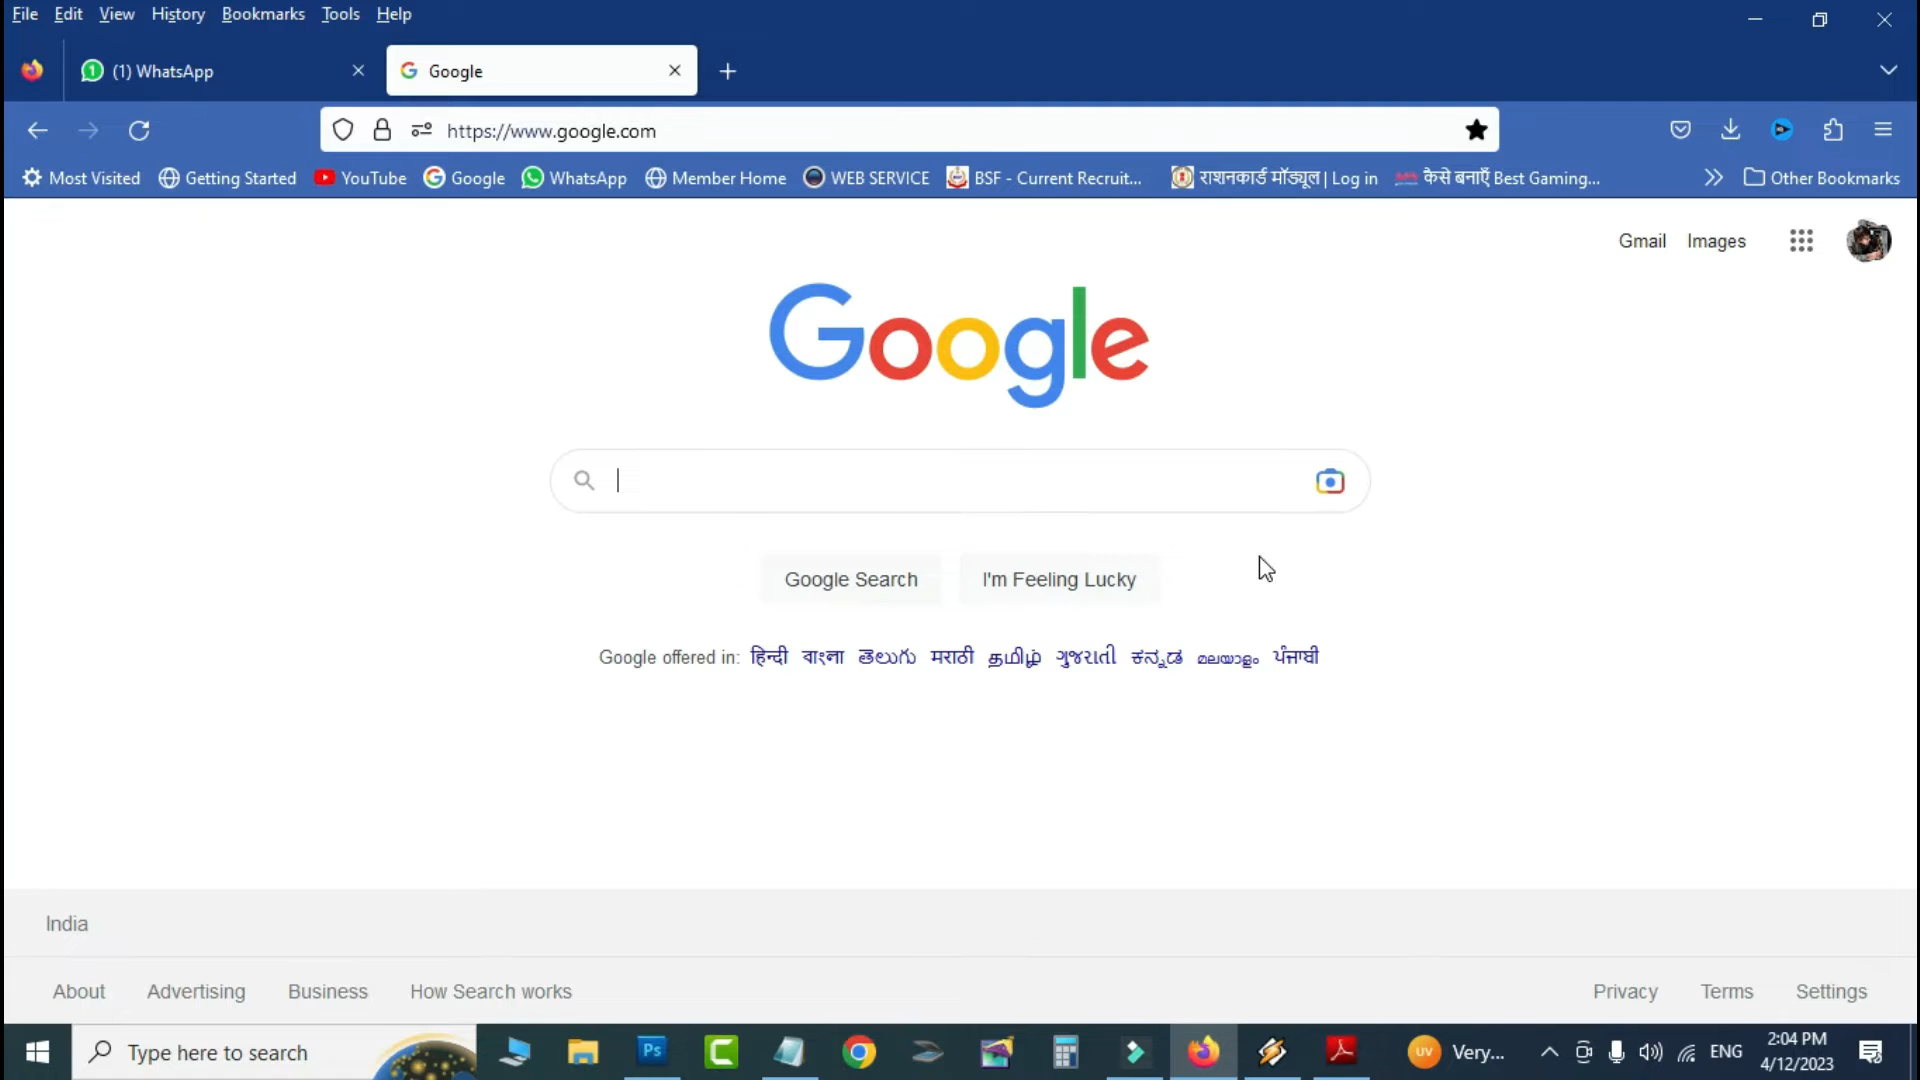 File Edit View History Bookmarks Tools Help
(1) WhatsApp
Google
https://www.google.com
Most Visited Getting Started YouTube Google WhatsApp Member Home WEB SERVICE BSF - Current Recruit... राशनकार्ड मॉड्यूल | Log in कैसे बनाएँ Best Gaming... Other Bookmarks
Gmail Images
Google
Google Search I'm Feeling Lucky
Google offered in: हिन्दी বাংলা తెలుగు मराठी தமிழ் ગુજરાતી ಕನ್ನಡ മലയാളം ਪੰਜਾਬੀ
India
About Advertising Business How Search works Privacy Terms Settings
Type here to search Ps UV Very... ENG 2:04 PM
4/12/2023